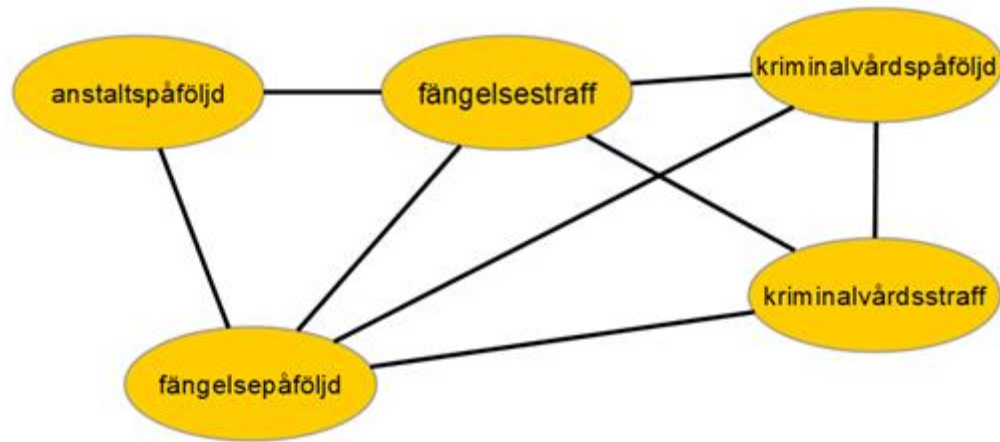 anstaltspåföljd
fängelsestraff
kriminalvårdspåföljd
kriminalvårdsstraff
fängelsepåföljd